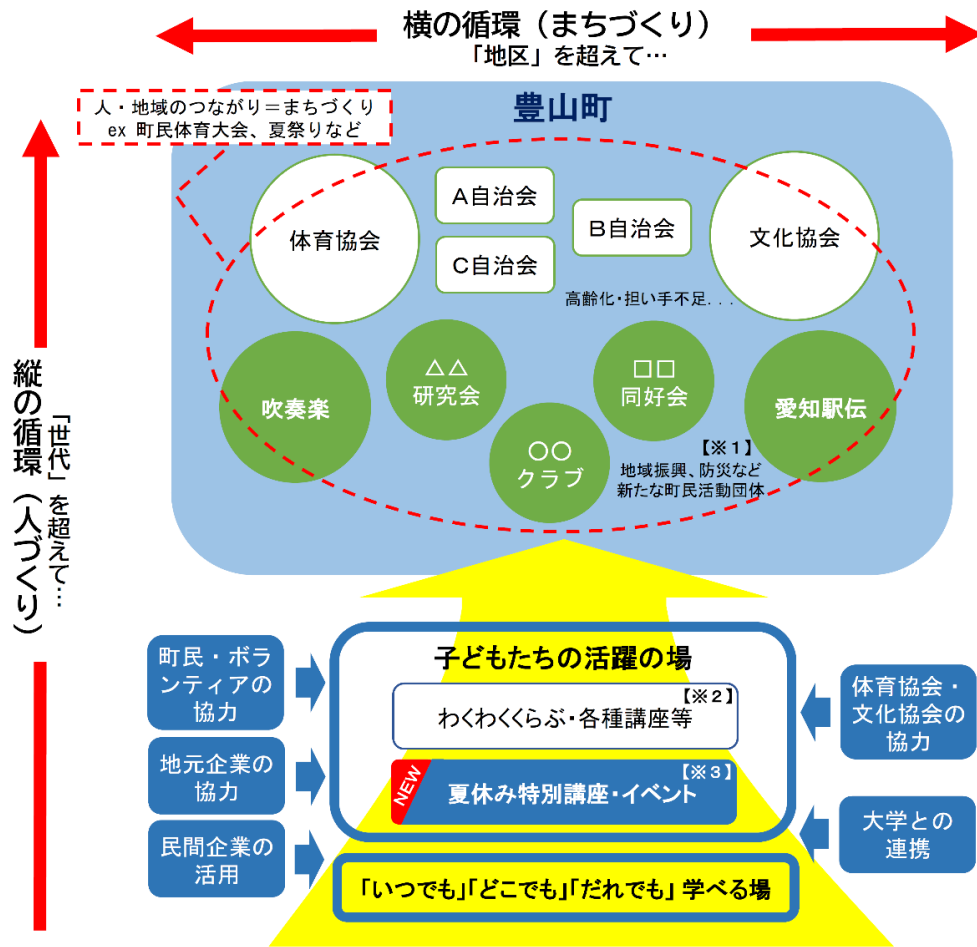 横の循環（まちづくり）
「地区」を超えて…
人・地域のつながり＝まちづくり
ex 町民体育大会、夏祭りなど
豊山町
体育協会
A自治会
B自治会
C自治会
文化協会
高齢化・担い手不足...
吹奏楽
△△
研究会
○○
クラブ
□□
同好会
愛知駅伝
【※１】
地域振興、防災など
新たな町民活動団体
縦の循環（人づくり）
「世代」を超えて…
子どもたちの活躍の場
【※２】
わくわくくらぶ・各種講座等
【※３】
NEW
夏休み特別講座・イベント
「いつでも」「どこでも」「だれでも」 学べる場
町民・ボラ
ンティアの
協力
地元企業の
協力
民間企業の
活用
体育協会・
文化協会の
協力
大学との
連携